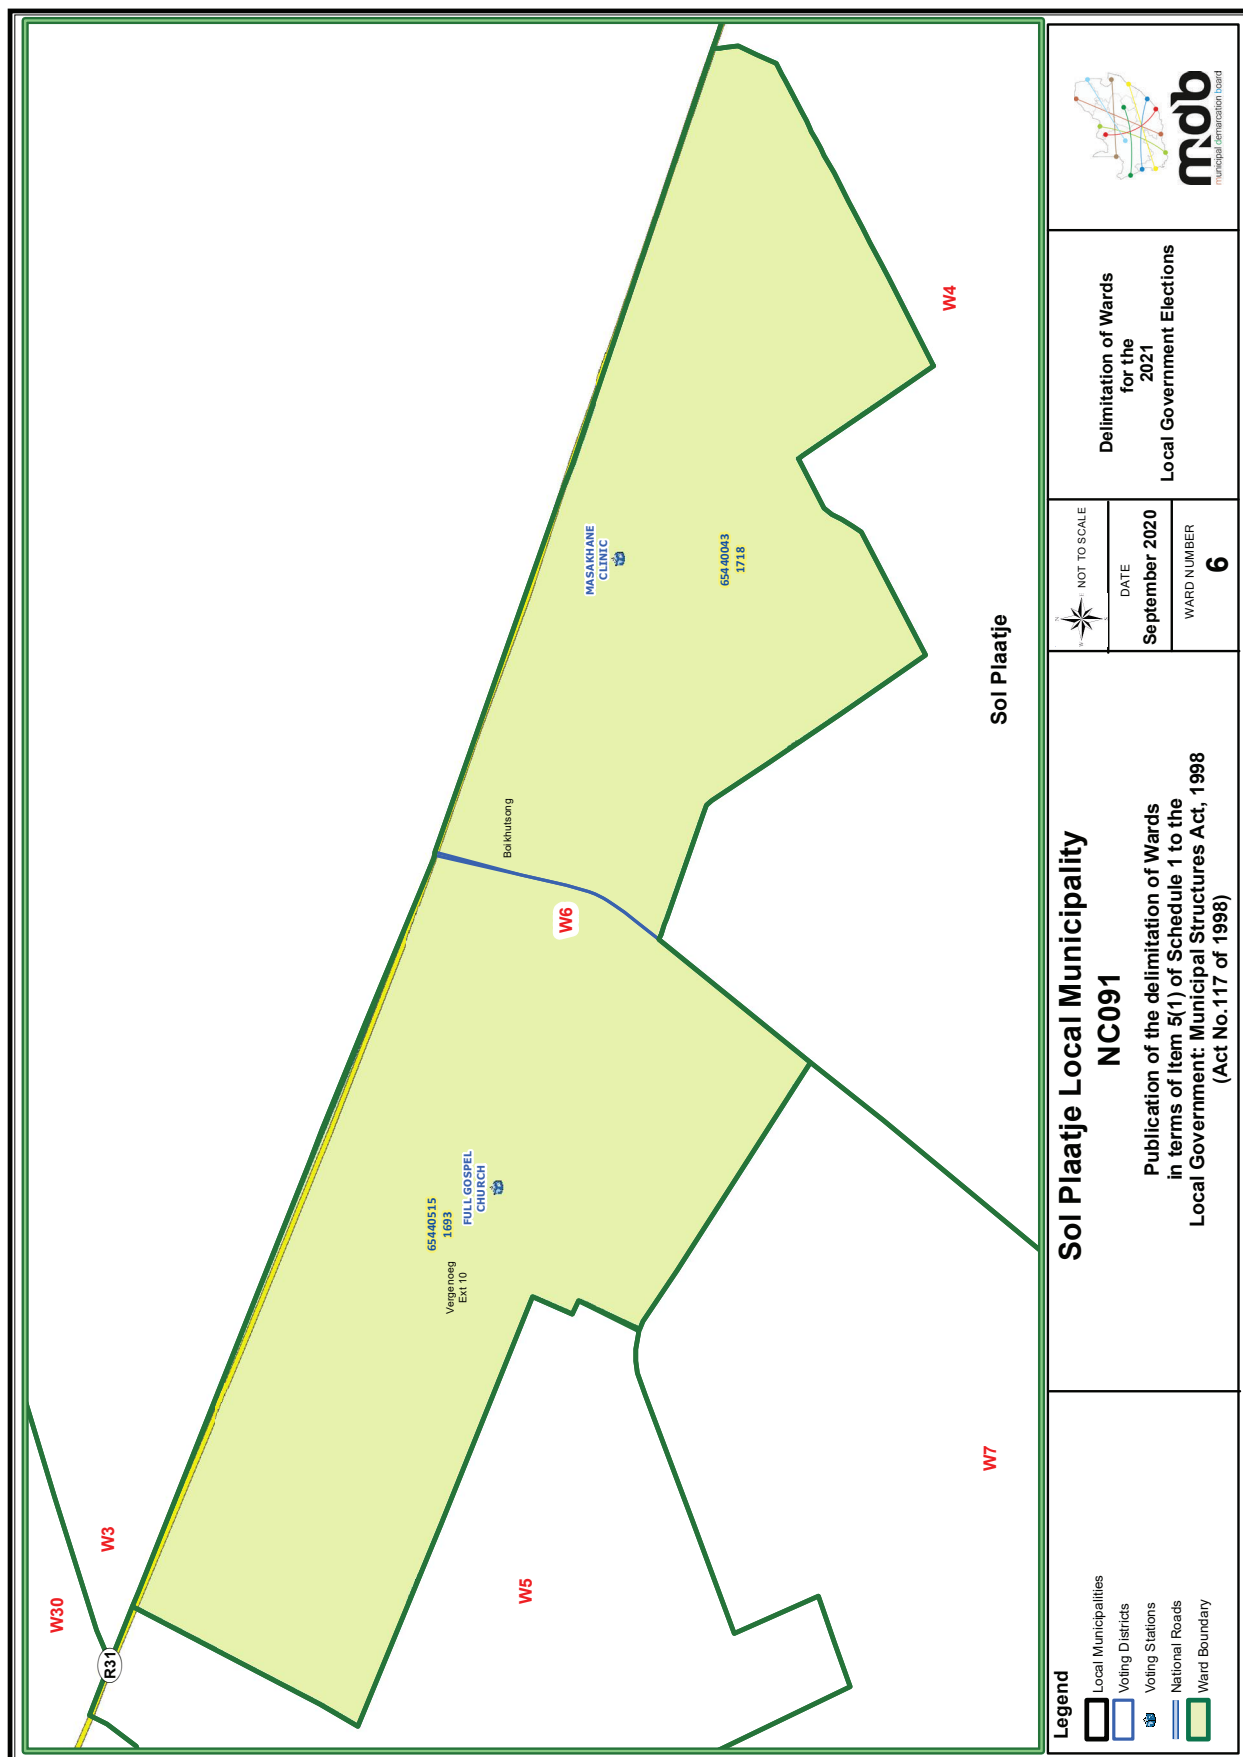 W30
W3
R31
W5
W7
W4
W6
Vergenoeg
Ext 10
65440515
1693
FULL GOSPEL
CHURCH
Boikhutsong
MASAKHANE
CLINIC
65440043
1718
Sol Plaatje
Legend
Local Municipalities
Voting Districts
Voting Stations
National Roads
Ward Boundary
Sol Plaatje Local Municipality
NC091
Publication of the delimitation of Wards
in terms of Item 5(1) of Schedule 1 to the
Local Government: Municipal Structures Act, 1998
(Act No.117 of 1998)
N
W
E
S
NOT TO SCALE
DATE
September 2020
WARD NUMBER
6
Delimitation of Wards
for the
2021
Local Government Elections
mdb
municipal demarcation board